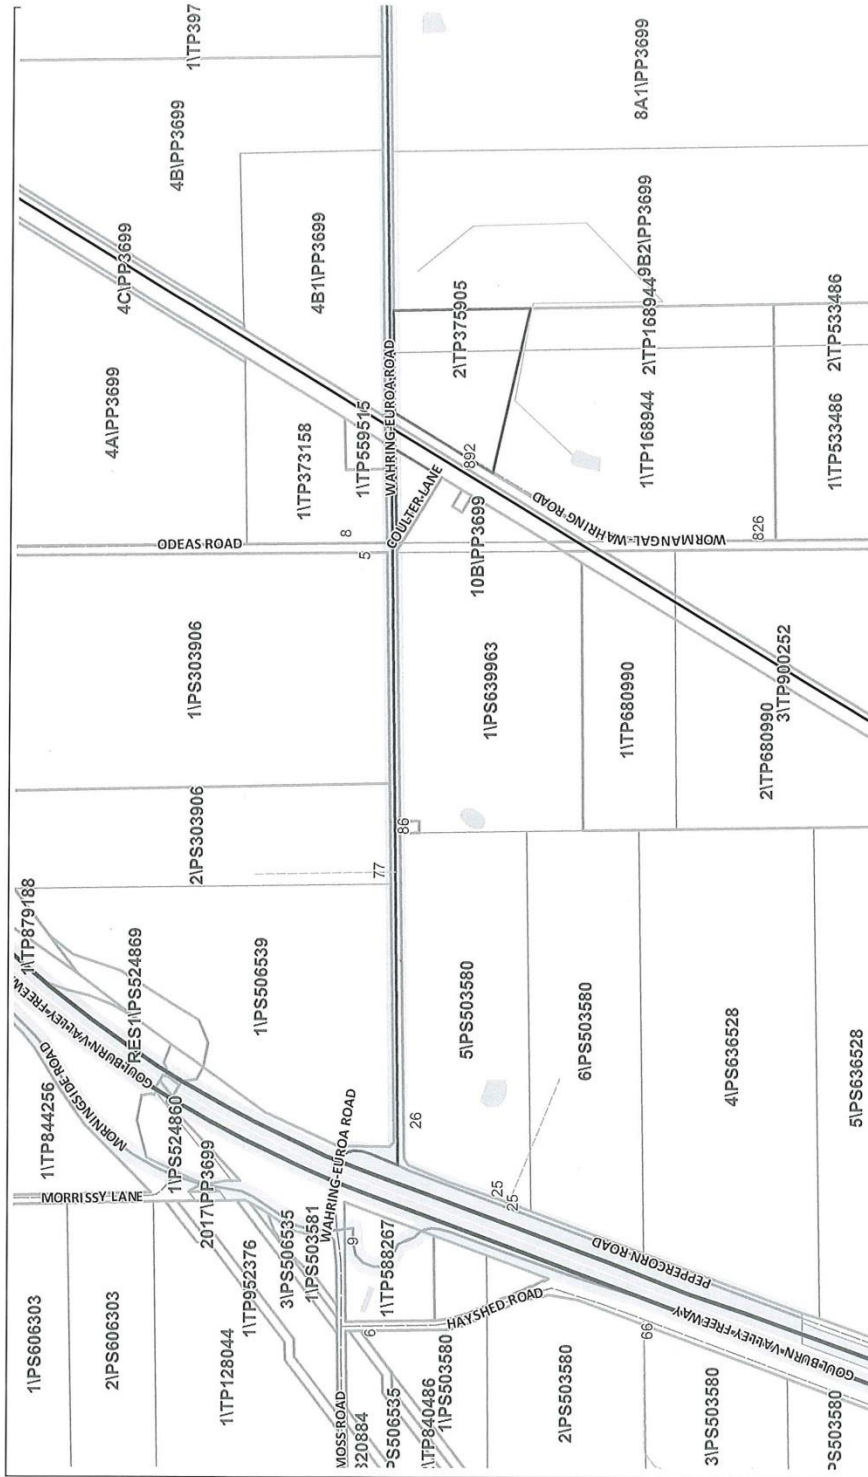 1\PS606303
2\PS606303
1\TP128044
1\TP952376
3\PS506535
1\PS503581
2017\PP3699
1\PS524860
1\TP844256
MORRISSY LANE
MORNINGSIDE ROAD
1\TP879188
RES1\PS524869
GOULBURN VALLEY FREEW
1\PS506539
2\PS303906
1\PS303906
77
86
ODEAS ROAD
5
8
1\TP373158
4A\PP3699
4C\PP3699
4B\PP3699
1\TP397
4B1\PP3699
1\TP559515
WAHRING-EUROA ROAD
WAHRING-EUROA ROAD
COULTER LANE
MOSS ROAD
320884
PS506535
\TP840486
1\PS503580
1\TP588267
9
6
HAYSHED ROAD
2\PS503580
3\PS503580
PS503580
66
GOULBURN VALLEY FREEWAY
PEPPERCORN ROAD
25
25
26
5\PS503580
6\PS503580
4\PS636528
5\PS636528
1\PS639963
1\TP680990
2\TP680990
3\TP900252
10B\PP3699
892
WORMANGAL-WAHRING ROAD
826
2\TP375905
1\TP168944
2\TP168944
9B2\PP3699
1\TP533486
2\TP533486
8A1\PP3699